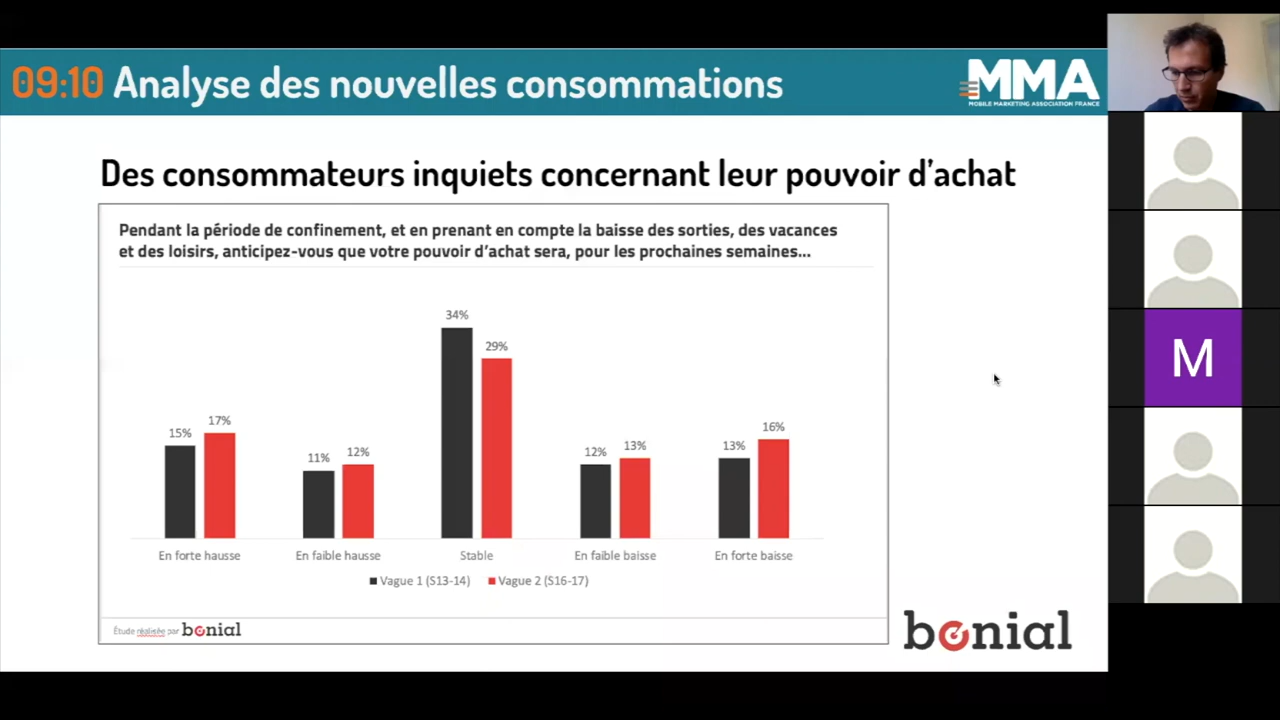 09:10 Analyse des nouvelles consommations
MMA
MOBILE MARKETING ASSOCIATION FRANCE
Des consommateurs inquiets concernant leur pouvoir d'achat
Pendant la période de confinement, et en prenant en compte la baisse des sorties, des vacances
et des loisirs, anticipez-vous que votre pouvoir d'achat sera, pour les prochaines semaines...
34%
29%
15%
17%
11%
12%
12%
13%
13%
16%
En forte hausse
En faible hausse
Stable
En faible baisse
En forte baisse
Vague 1 (S13-14)
Vague 2 (S16-17)
Étude réalisée par bonial
bonial
M